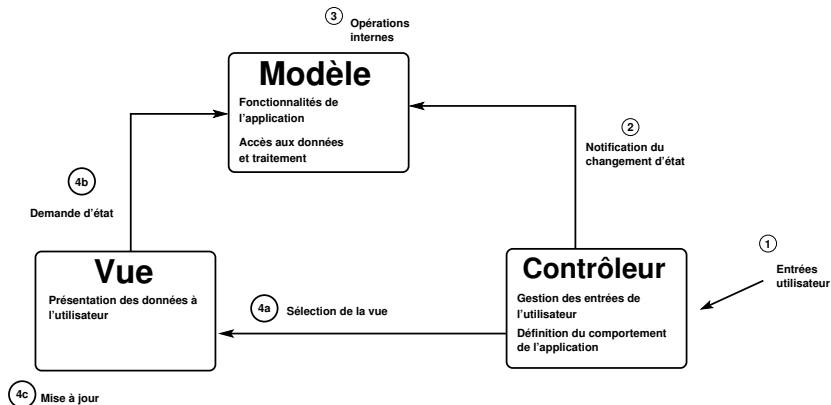 3
Opérations
internes
Modèle
Fonctionnalités de
l'application
Accès aux données
et traitement
2
Notification du
changement d'état
4b
Demande d'état
1
Entrées
utilisateur
Vue
Présentation des données à
l'utilisateur
4a
Sélection de la vue
Contrôleur
Gestion des entrées de
l'utilisateur
Définition du comportement
de l'application
4c
Mise à jour